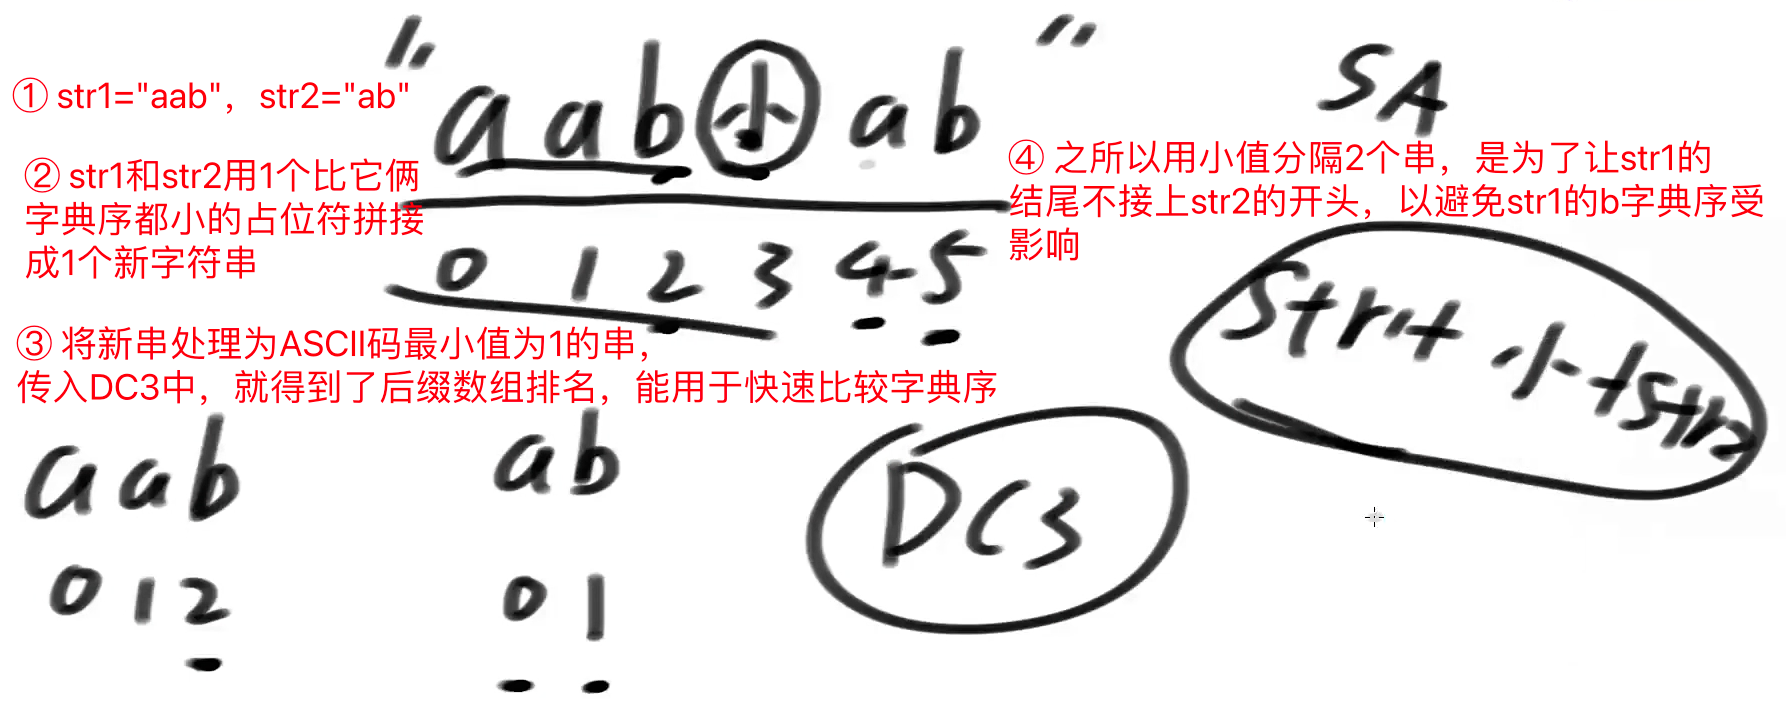 "aab小ab"
SA
① str1="aab"，str2="ab"
② str1和str2用1个比它俩
字典序都小的占位符拼接
成1个新字符串
④ 之所以用小值分隔2个串，是为了让str1的
结尾不接上str2的开头，以避免str1的b字典序受
影响
0 1 2 3 4 5
str1+小+str2
③ 将新串处理为ASCII码最小值为1的串，
传入DC3中，就得到了后缀数组排名，能用于快速比较字典序
aab
ab
DC3
0 1 2
0 1